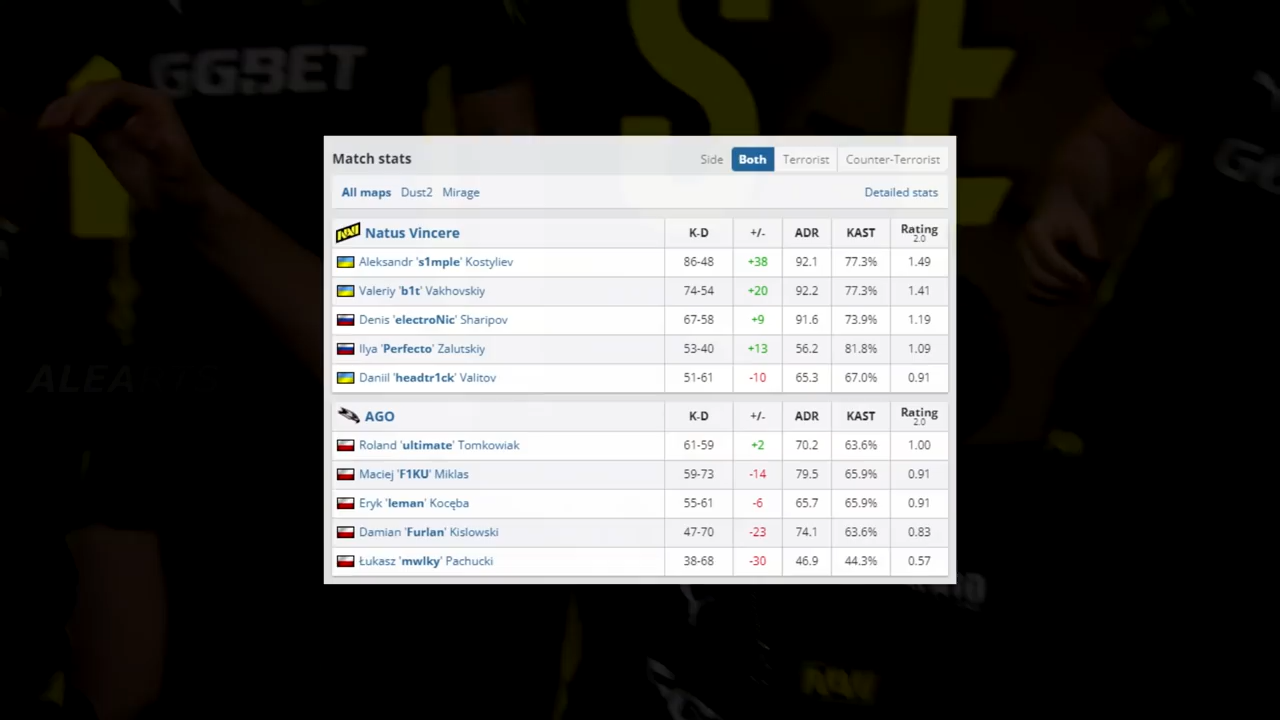 GG.BET
SE
Match stats Side Both Terrorist Counter-Terrorist
All maps Dust2 Mirage Detailed stats
Natus Vincere K-D +/- ADR KAST Rating 2.0
Aleksandr 's1mple' Kostyliev 86-48 +38 92.1 77.3% 1.49
Valeriy 'b1t' Vakhovskiy 74-54 +20 92.2 77.3% 1.41
Denis 'electroNic' Sharipov 67-58 +9 91.6 73.9% 1.19
Ilya 'Perfecto' Zalutskiy 53-40 +13 56.2 81.8% 1.09
Daniil 'headtr1ck' Valitov 51-61 -10 65.3 67.0% 0.91
AGO K-D +/- ADR KAST Rating 2.0
Roland 'ultimate' Tomkowiak 61-59 +2 70.2 63.6% 1.00
Maciej 'F1KU' Miklas 59-73 -14 79.5 65.9% 0.91
Eryk 'leman' Kocęba 55-61 -6 65.7 65.9% 0.91
Damian 'Furlan' Kislowski 47-70 -23 74.1 63.6% 0.83
Łukasz 'mwlky' Pachucki 38-68 -30 46.9 44.3% 0.57